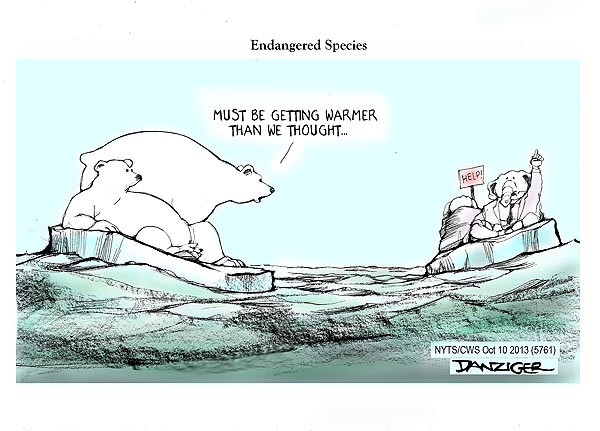 Endangered Species
MUST BE GETTING WARMER
THAN WE THOUGHT...
HELP!
NYTS/CWS Oct 10 2013 (5761)
DANZIGER